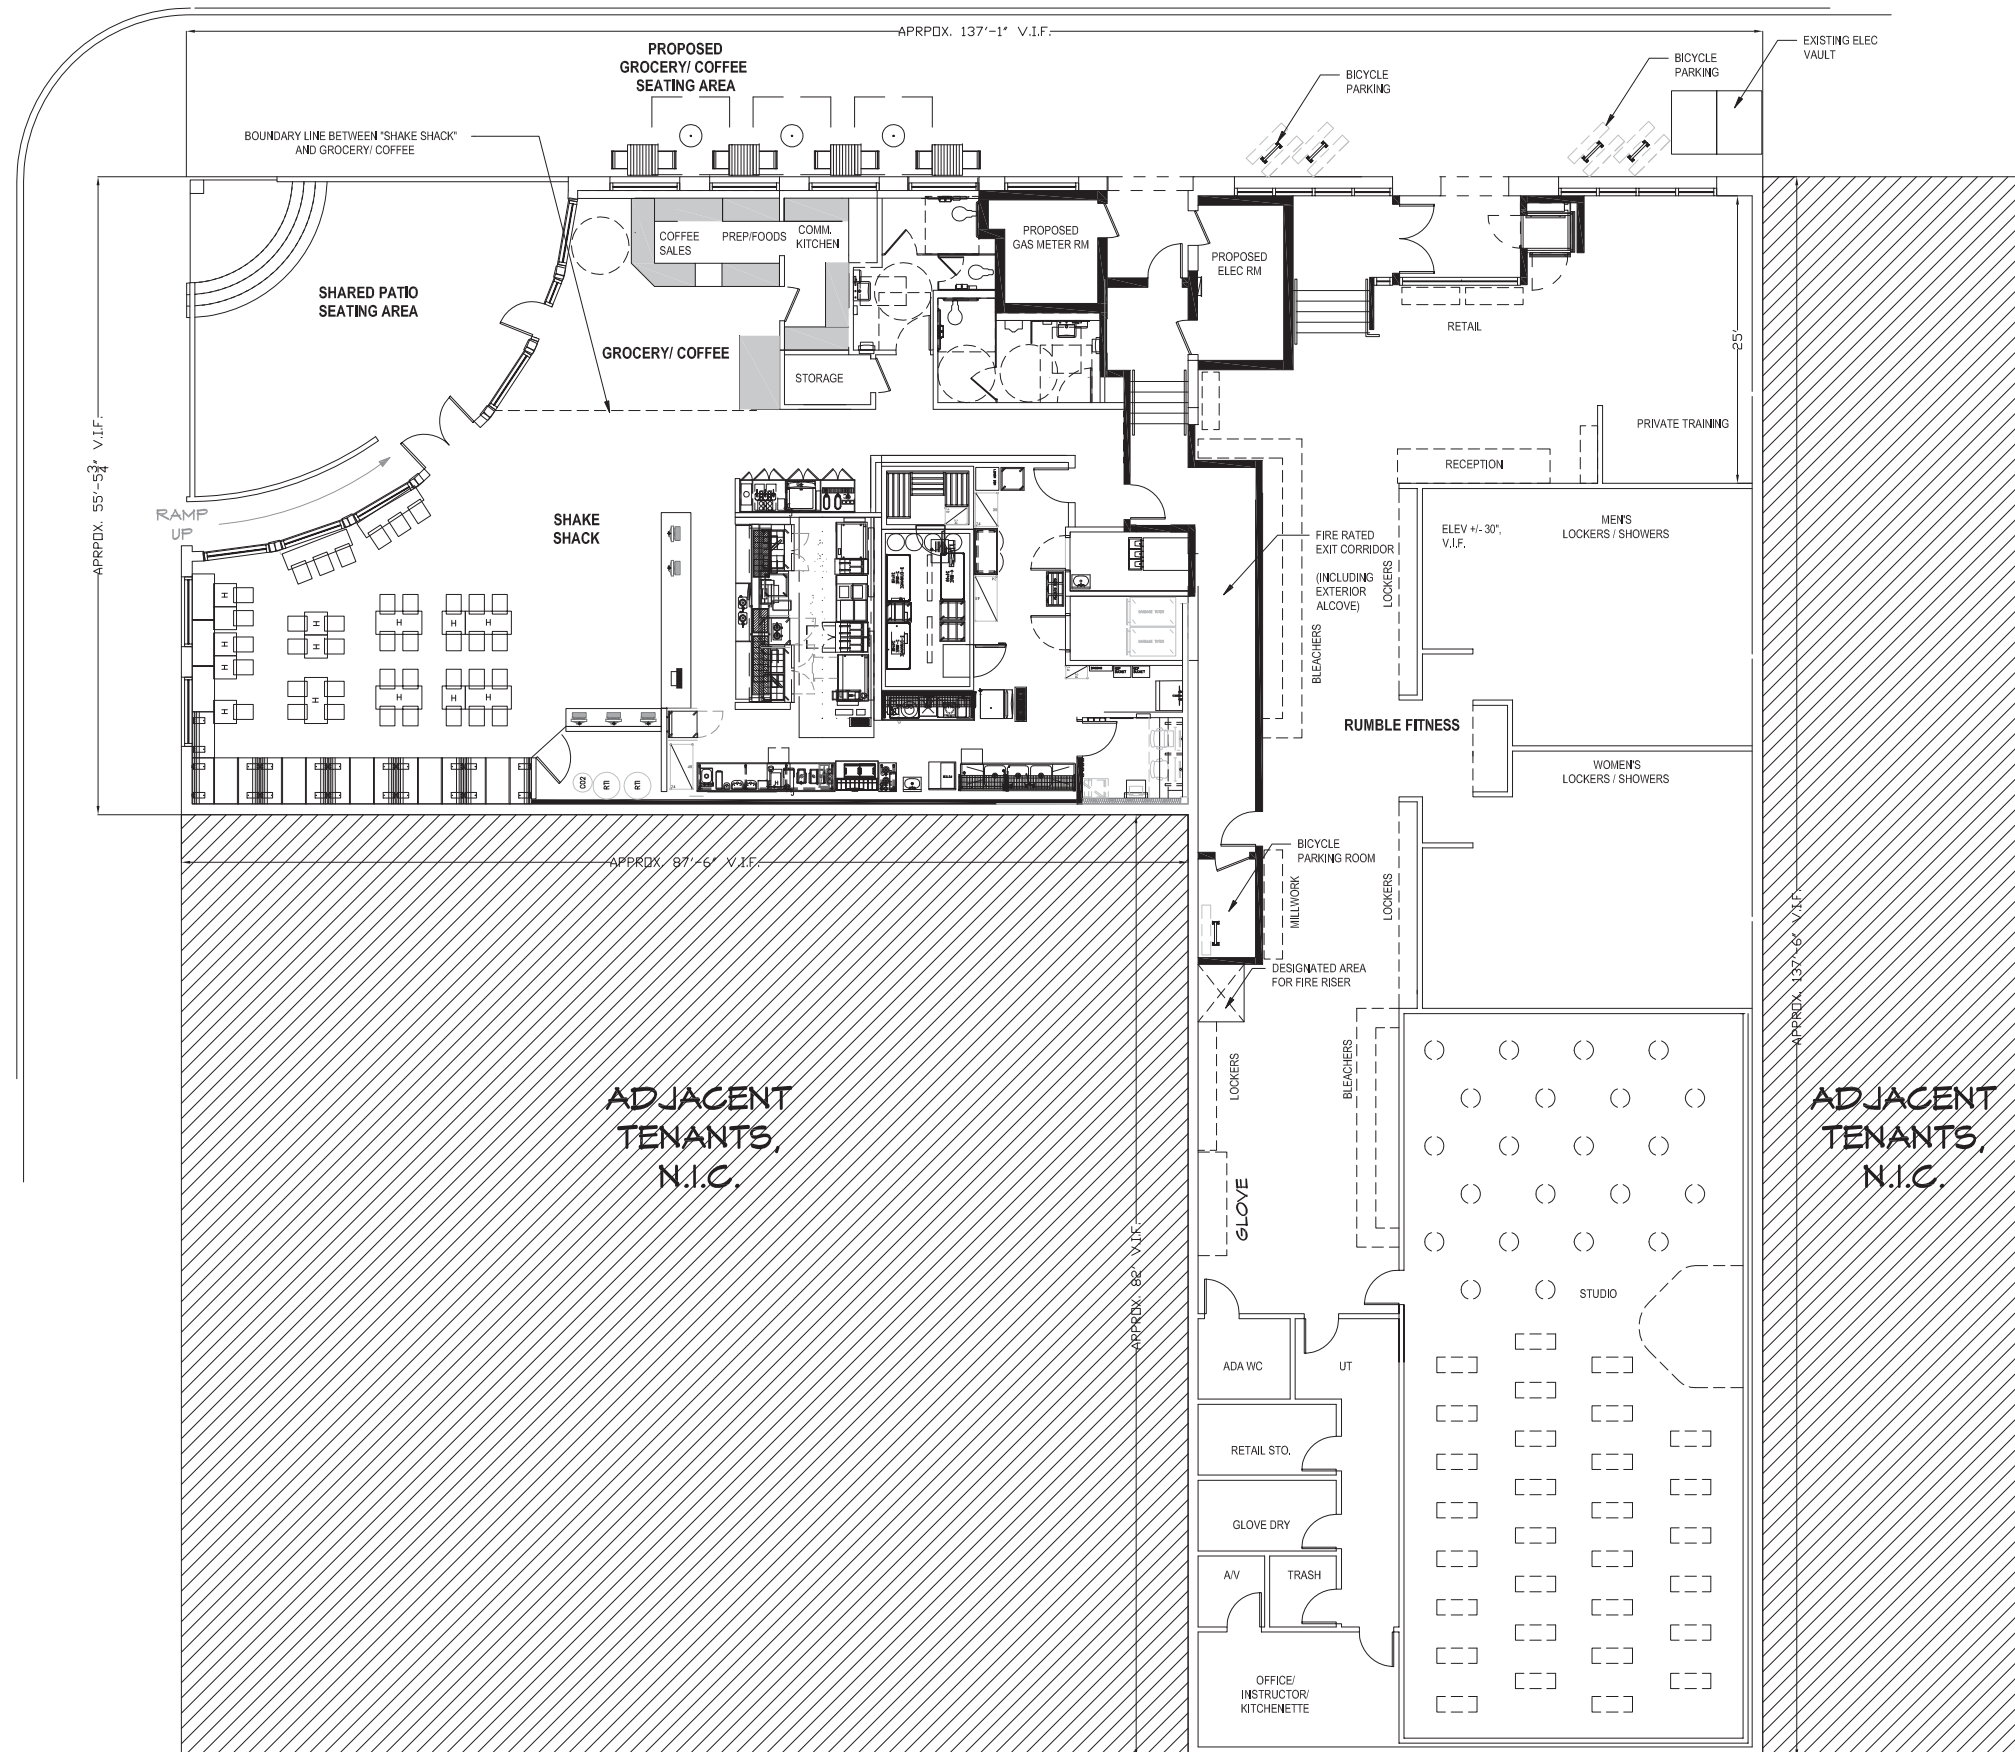 APRPOX. 137'-1" V.I.F.
PROPOSED
GROCERY/ COFFEE
SEATING AREA
BICYCLE
PARKING
BICYCLE
PARKING
EXISTING ELEC
VAULT
BOUNDARY LINE BETWEEN "SHAKE SHACK"
AND GROCERY/ COFFEE
COFFEE
SALES
PREP/FOODS
COMM.
KITCHEN
PROPOSED
GAS METER RM
PROPOSED
ELEC RM
SHARED PATIO
SEATING AREA
RETAIL
25'
GROCERY/ COFFEE
STORAGE
PRIVATE TRAINING
RECEPTION
APRPOX. 55'-5¾" V.I.F.
RAMP
UP
SHAKE
SHACK
ELEV +/- 30",
V.I.F.
MEN'S
LOCKERS / SHOWERS
FIRE RATED
EXIT CORRIDOR
(INCLUDING
EXTERIOR
ALCOVE)
LOCKERS
BLEACHERS
H
H
H
H
H
H
H
H
H
H
H
H
H
H
RUMBLE FITNESS
WOMEN'S
LOCKERS / SHOWERS
CO2
RTI
RTI
APPROX. 87'-6" V.I.F.
BICYCLE
PARKING ROOM
MILLWORK
LOCKERS
APPROX. 137'-6" V.I.F.
DESIGNATED AREA
FOR FIRE RISER
LOCKERS
BLEACHERS
ADJACENT
TENANTS,
N.I.C.
ADJACENT
TENANTS,
N.I.C.
GLOVE
APPROX. 82' V.I.F.
STUDIO
ADA WC
UT
RETAIL STO.
GLOVE DRY
A/V
TRASH
OFFICE/
INSTRUCTOR/
KITCHENETTE